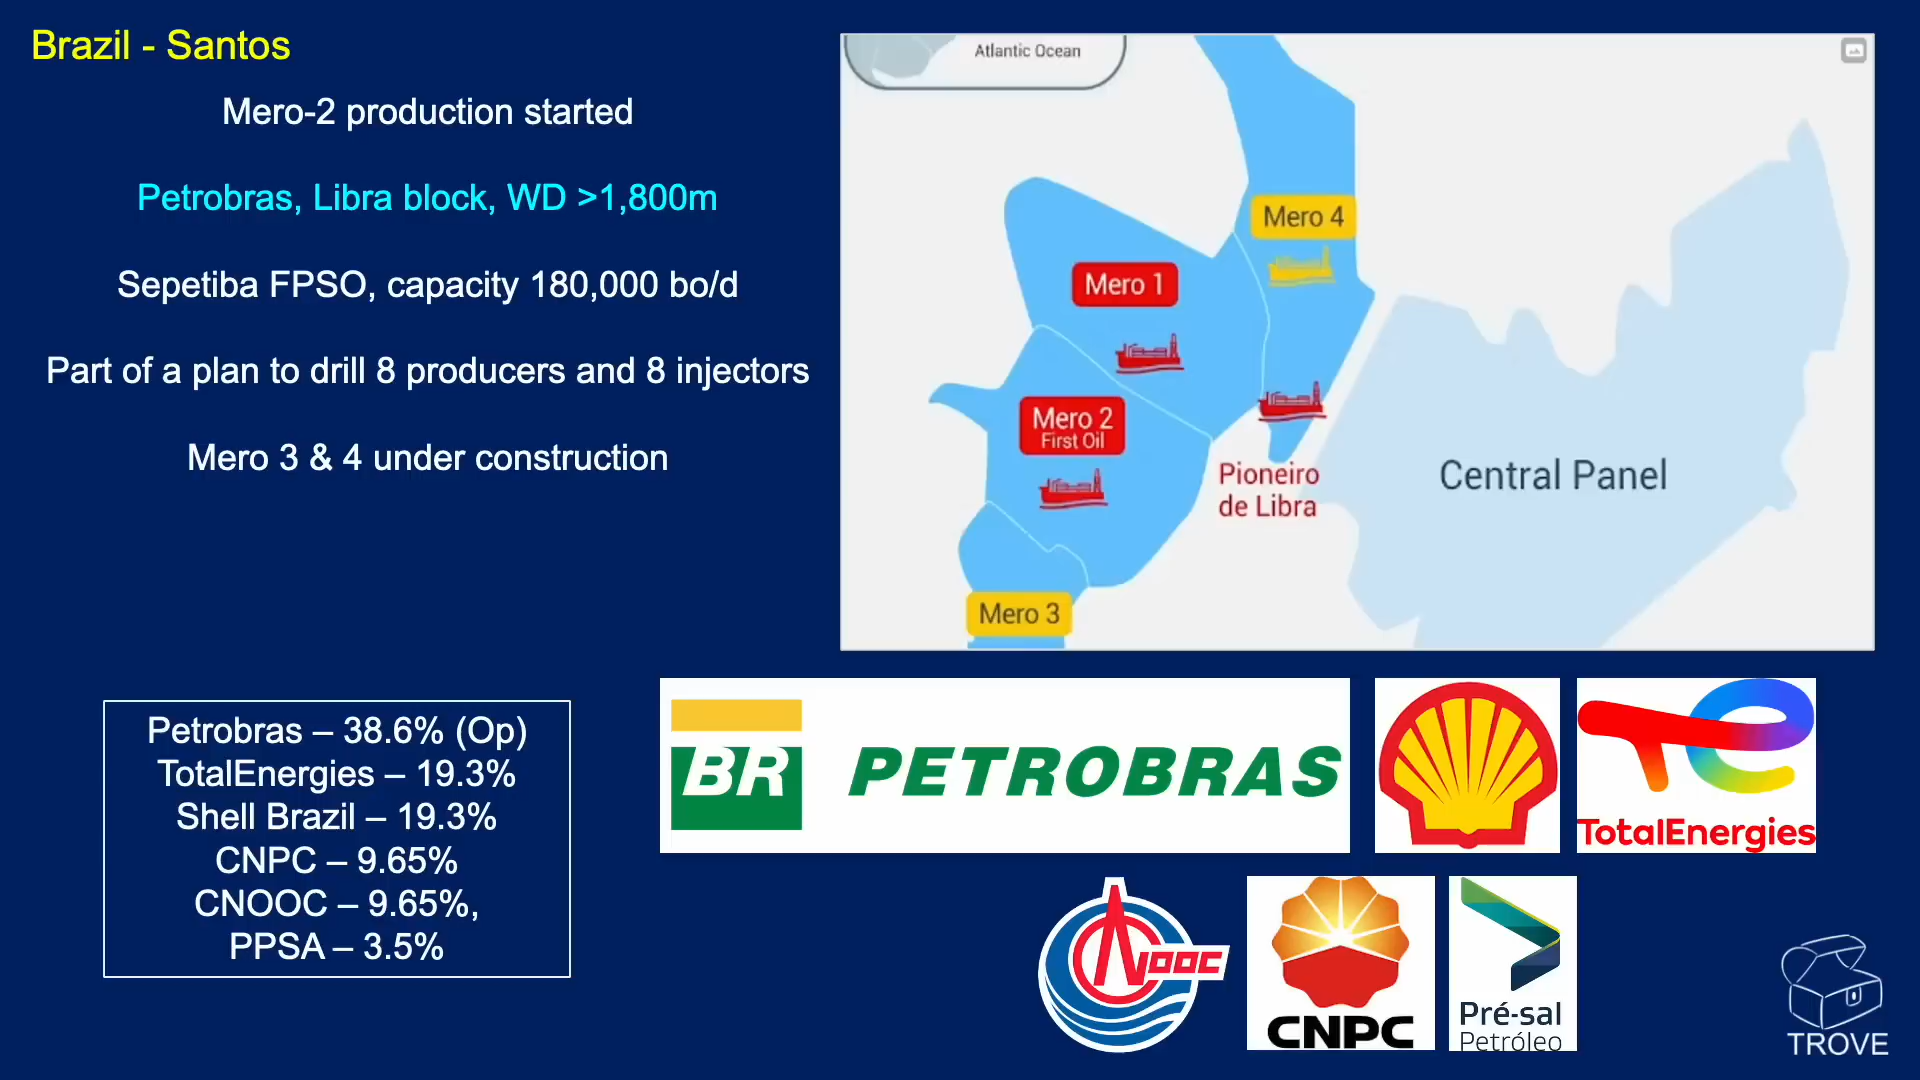 Brazil - Santos
Mero-2 production started
Petrobras, Libra block, WD >1,800m
Sepetiba FPSO, capacity 180,000 bo/d
Part of a plan to drill 8 producers and 8 injectors
Mero 3 & 4 under construction
Atlantic Ocean
Mero 4
Mero 1
Mero 2
First Oil
Pioneiro
de Libra
Central Panel
Mero 3
Petrobras – 38.6% (Op)
TotalEnergies – 19.3%
Shell Brazil – 19.3%
CNPC – 9.65%
CNOOC – 9.65%,
PPSA – 3.5%
BR PETROBRAS
TotalEnergies
CNOOC
CNPC
Pré-sal
Petróleo
TROVE